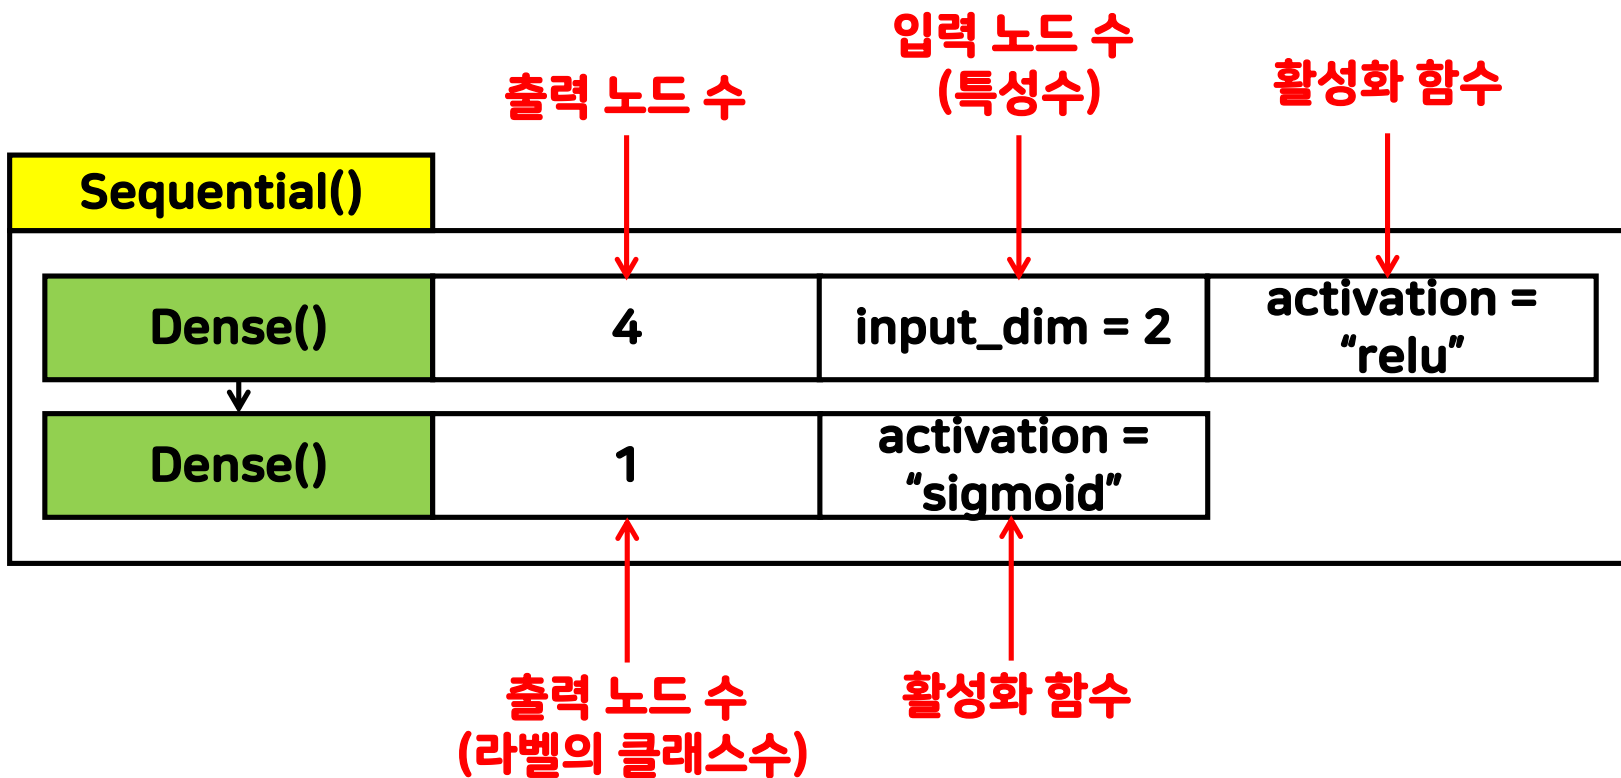 입력 노드 수
(특성수)
출력 노드 수
활성화 함수
Sequential()
Dense()
4
input_dim = 2
activation =
“relu”
Dense()
1
activation =
“sigmoid”
출력 노드 수
(라벨의 클래스수)
활성화 함수